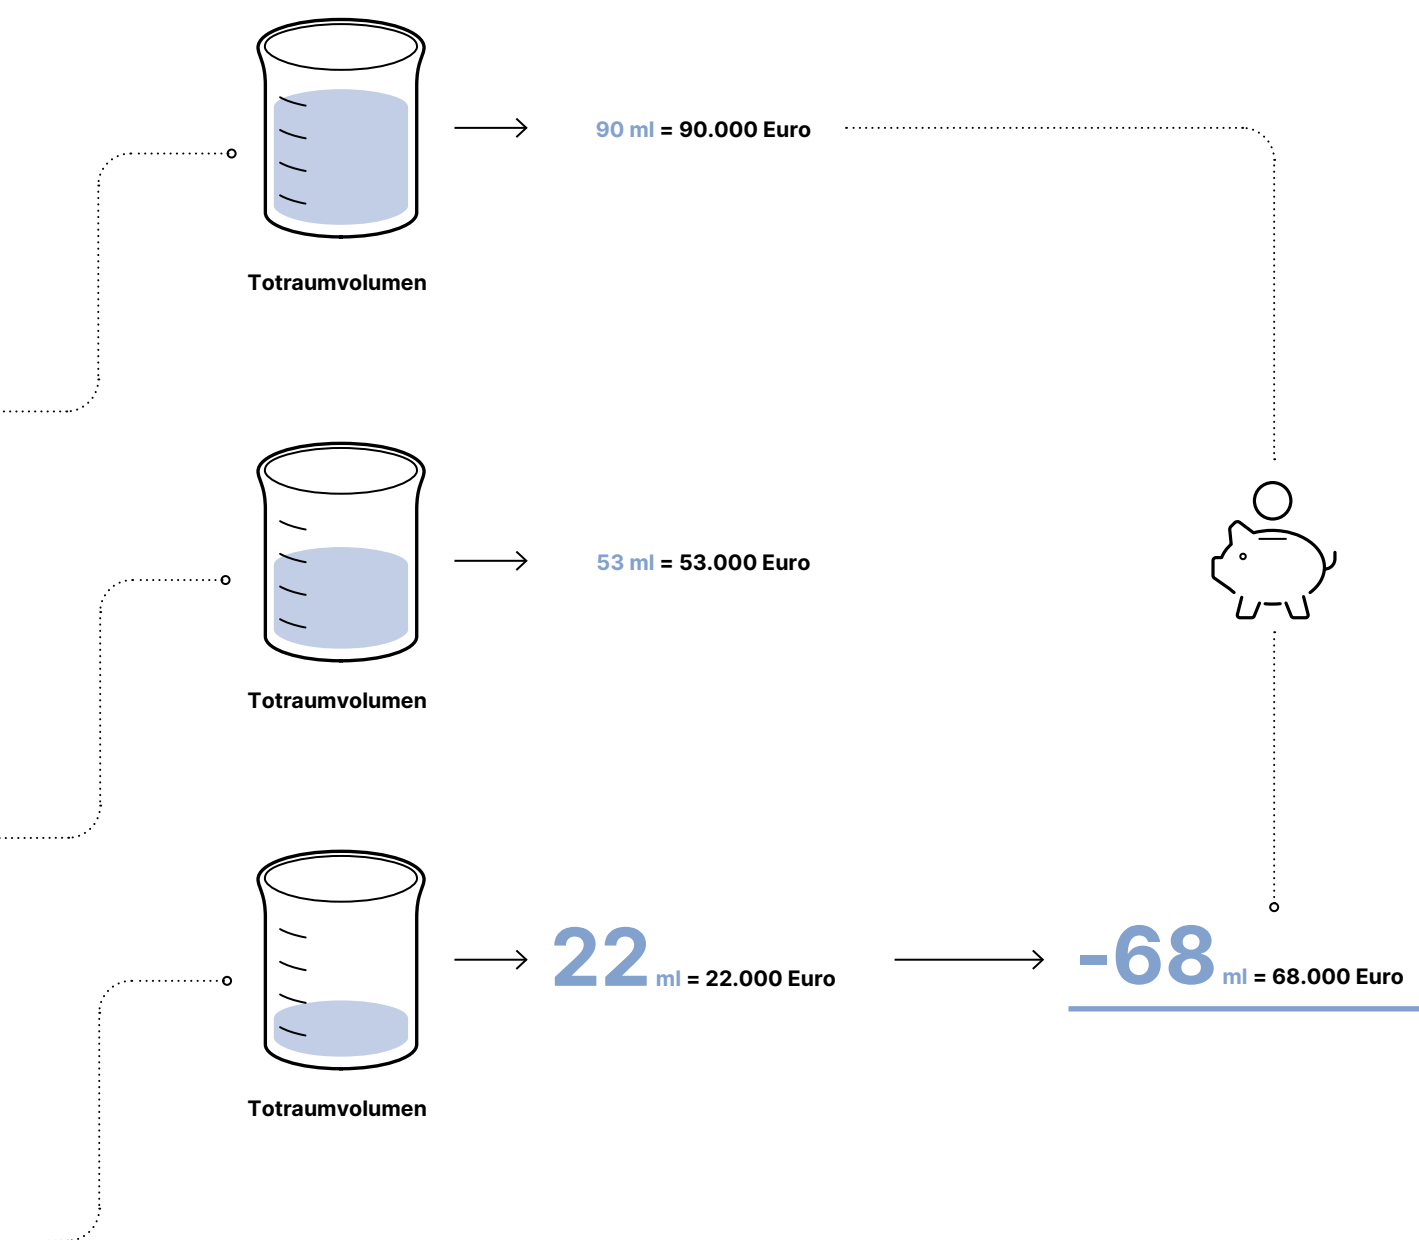 90 ml = 90.000 Euro
Totraumvolumen
53 ml = 53.000 Euro
Totraumvolumen
22 ml = 22.000 Euro
-68 ml = 68.000 Euro
Totraumvolumen